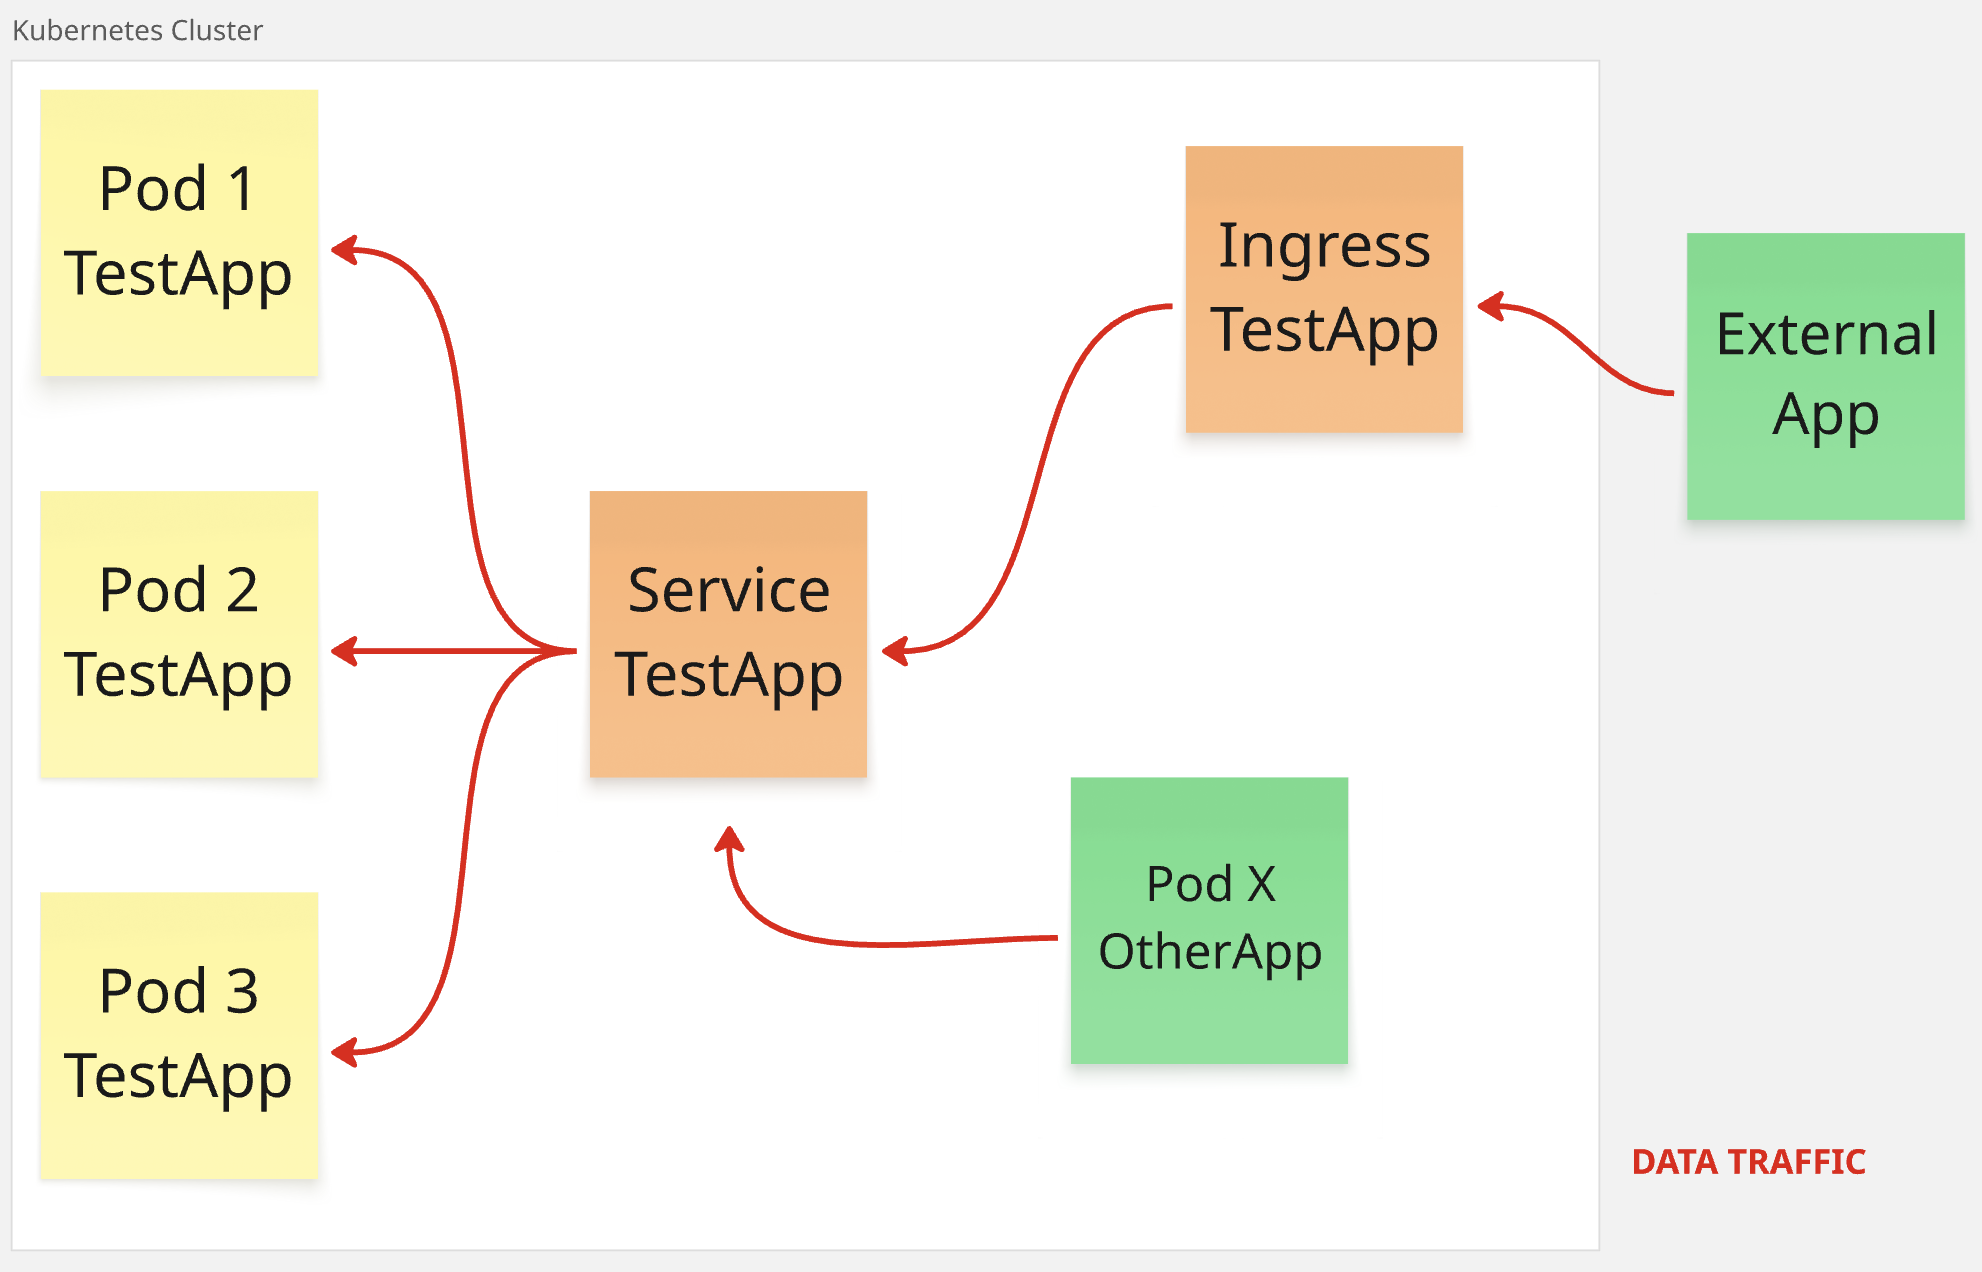 Kubernetes Cluster
Pod 1
TestApp
Ingress
TestApp
External
App
Pod 2
TestApp
Service
TestApp
Pod X
OtherApp
Pod 3
TestApp
DATA TRAFFIC